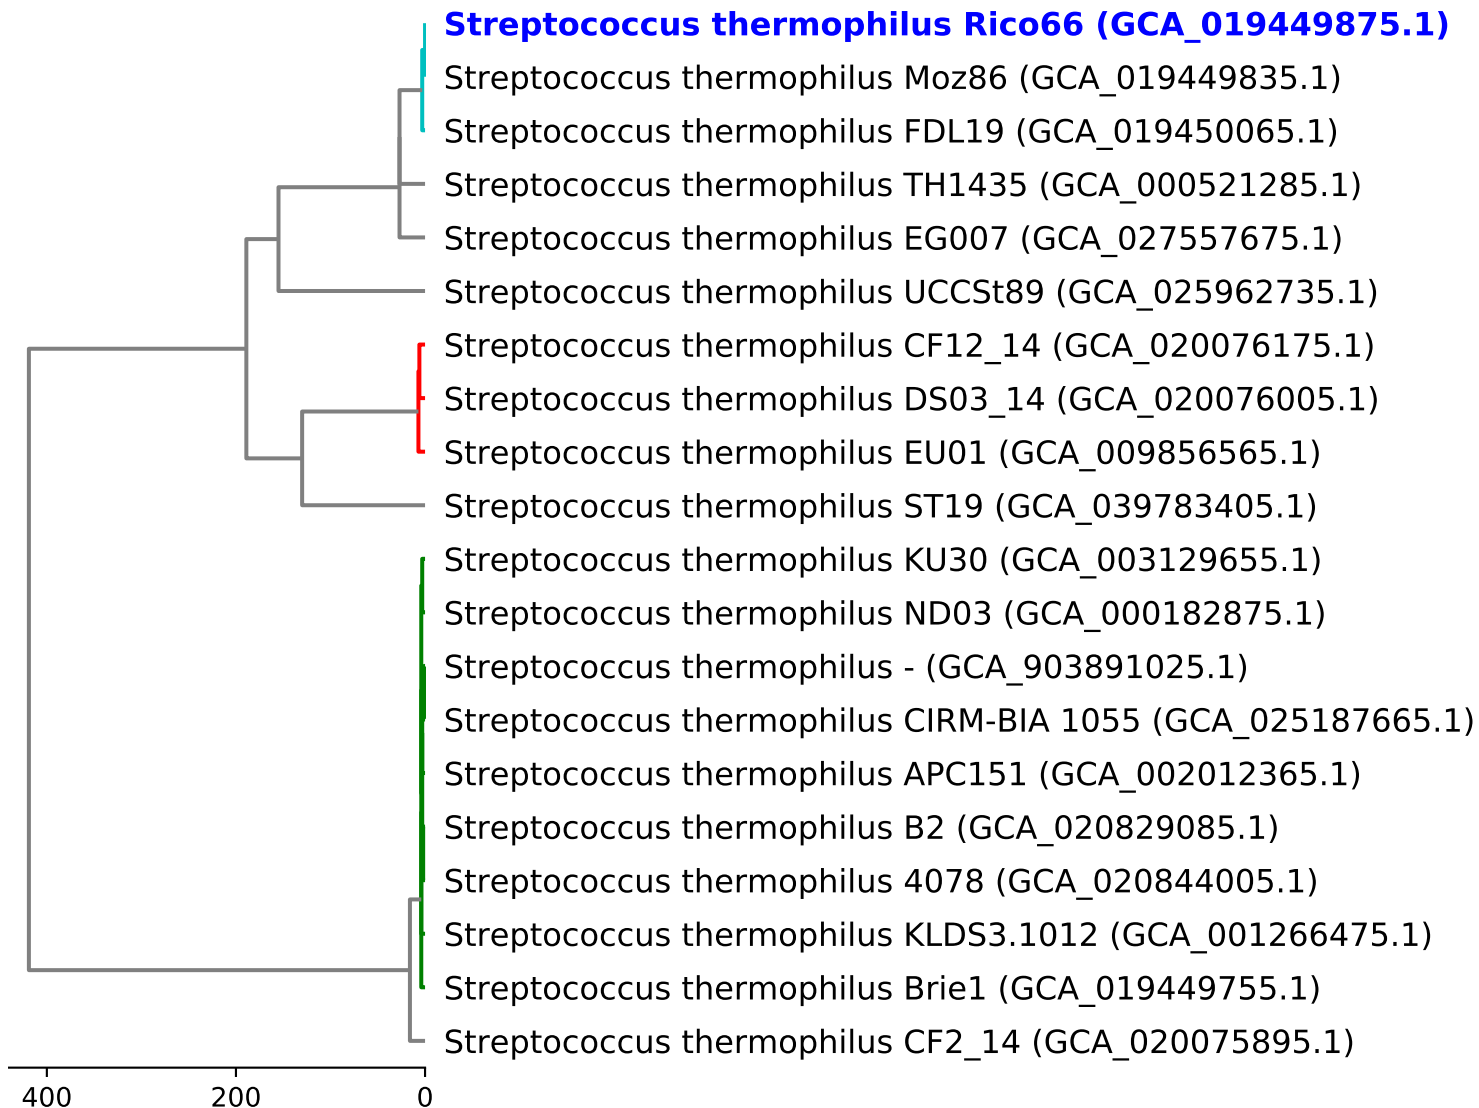 Streptococcus thermophilus Rico66 (GCA_019449875.1)
Streptococcus thermophilus Moz86 (GCA_019449835.1)
Streptococcus thermophilus FDL19 (GCA_019450065.1)
Streptococcus thermophilus TH1435 (GCA_000521285.1)
Streptococcus thermophilus EG007 (GCA_027557675.1)
Streptococcus thermophilus UCCSt89 (GCA_025962735.1)
Streptococcus thermophilus CF12_14 (GCA_020076175.1)
Streptococcus thermophilus DS03_14 (GCA_020076005.1)
Streptococcus thermophilus EU01 (GCA_009856565.1)
Streptococcus thermophilus ST19 (GCA_039783405.1)
Streptococcus thermophilus KU30 (GCA_003129655.1)
Streptococcus thermophilus ND03 (GCA_000182875.1)
Streptococcus thermophilus - (GCA_903891025.1)
Streptococcus thermophilus CIRM-BIA 1055 (GCA_025187665.1)
Streptococcus thermophilus APC151 (GCA_002012365.1)
Streptococcus thermophilus B2 (GCA_020829085.1)
Streptococcus thermophilus 4078 (GCA_020844005.1)
Streptococcus thermophilus KLDS3.1012 (GCA_001266475.1)
Streptococcus thermophilus Brie1 (GCA_019449755.1)
Streptococcus thermophilus CF2_14 (GCA_020075895.1)
400 200 0